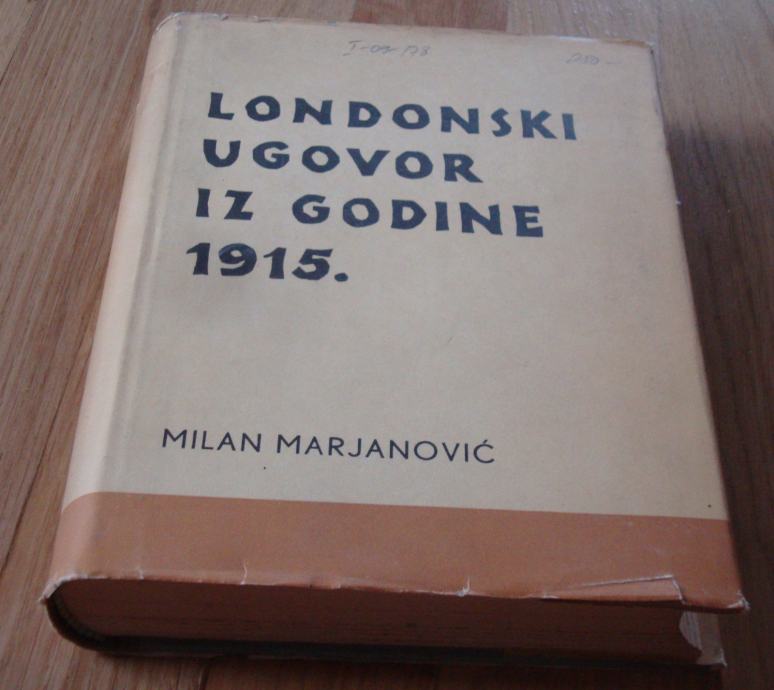 LONDONSKI
UGOVOR
IZ GODINE
1915.
MILAN MARJANOVIĆ